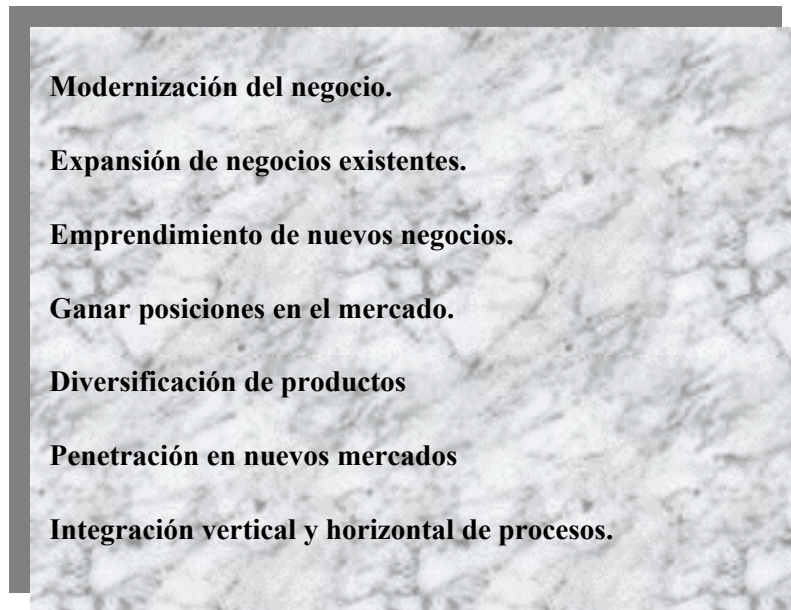 Modernización del negocio.
Expansión de negocios existentes.
Emprendimiento de nuevos negocios.
Ganar posiciones en el mercado.
Diversificación de productos
Penetración en nuevos mercados
Integración vertical y horizontal de procesos.